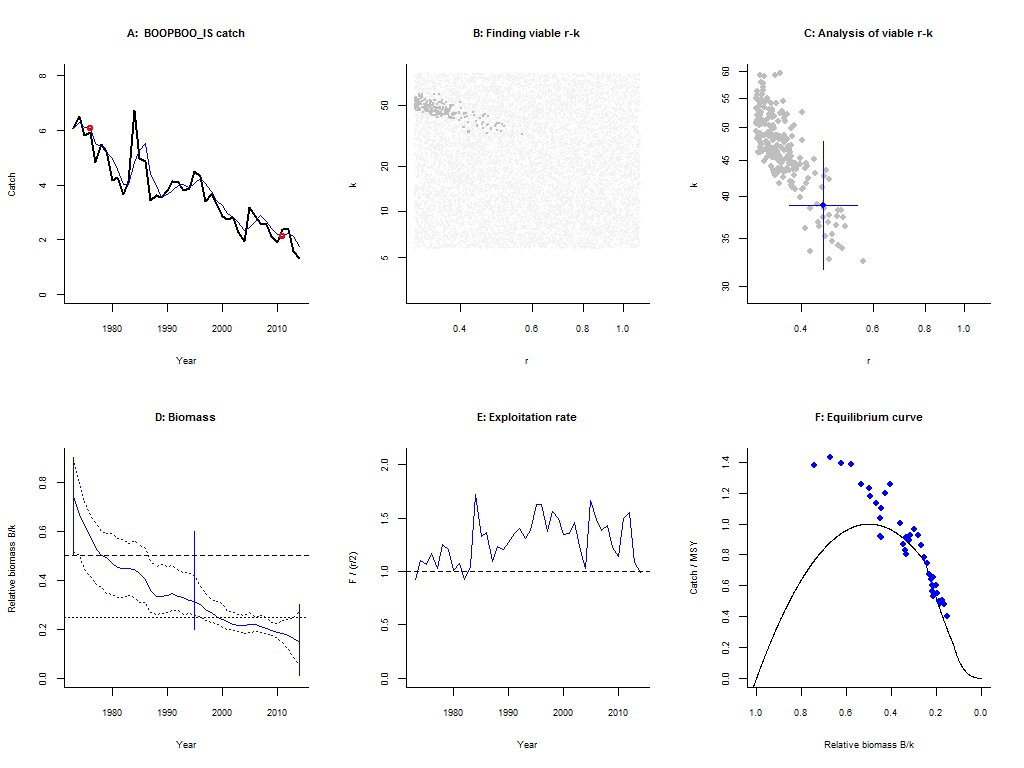 A: BOOPBOO_IS catch
Catch
8
6
4
2
0
1980 1990 2000 2010
Year
B: Finding viable r-k
k
50
20
10
5
0.4 0.6 0.8 1.0
r
C: Analysis of viable r-k
k
60
55
50
45
40
35
30
0.4 0.6 0.8 1.0
r
D: Biomass
Relative biomass B/k
0.8
0.6
0.4
0.2
0.0
1980 1990 2000 2010
Year
E: Exploitation rate
F / (r/2)
2.0
1.5
1.0
0.5
0.0
1980 1990 2000 2010
Year
F: Equilibrium curve
Catch / MSY
1.4
1.2
1.0
0.8
0.6
0.4
0.2
0.0
1.0 0.8 0.6 0.4 0.2 0.0
Relative biomass B/k